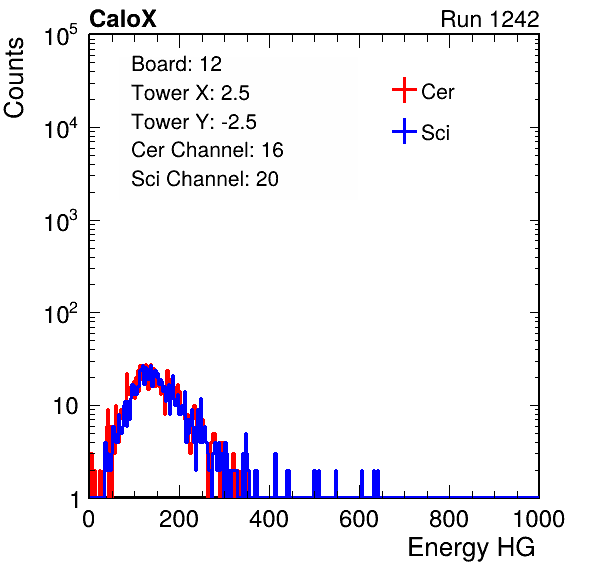 CaloX Run 1242
Counts
10^5
10^4
10^3
10^2
10
1
Board: 12
Tower X: 2.5
Tower Y: -2.5
Cer Channel: 16
Sci Channel: 20
Cer
Sci
0 200 400 600 800 1000
Energy HG